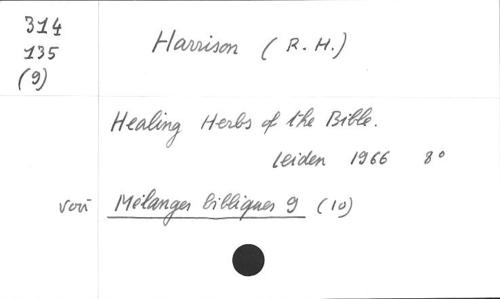 314
135
(9)
Harrison (R.H.)
Healing Herbs of the Bible.
Leiden 1966 8°
voir Mélanges bibliques 9 (10)